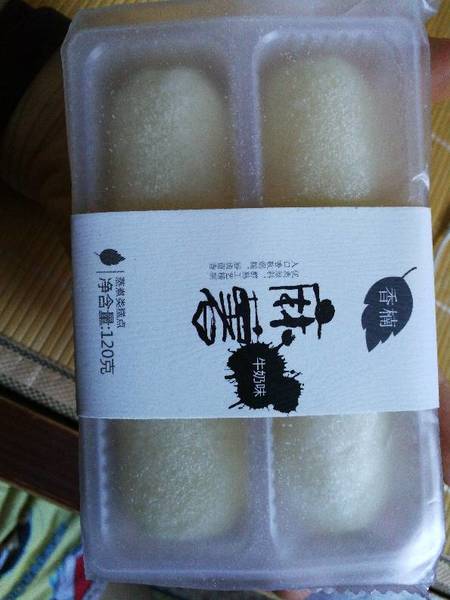 香楠
麻薯
牛奶味
蒸煮类糕点
净含量:120克